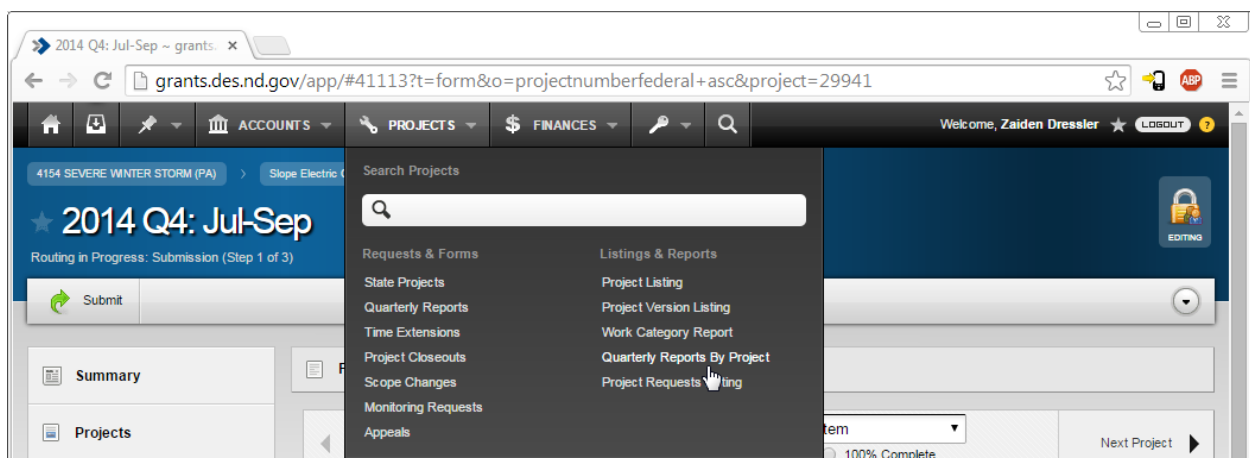 2014 Q4: Jul-Sep ~ grants.
grants.des.nd.gov/app/#41113?t=form&o=projectnumberfederal+asc&project=29941
ABP
ACCOUNTS
PROJECTS
$ FINANCES
Welcome, Zaiden Dressler
LOGOUT
?
4154 SEVERE WINTER STORM (PA)
Slope Electric
2014 Q4: Jul-Sep
Routing in Progress: Submission (Step 1 of 3)
EDITING
Submit
Search Projects
Requests & Forms
State Projects
Quarterly Reports
Time Extensions
Project Closeouts
Scope Changes
Monitoring Requests
Appeals
Listings & Reports
Project Listing
Project Version Listing
Work Category Report
Quarterly Reports By Project
Project Requests
Summary
Projects
100% Complete
Next Project